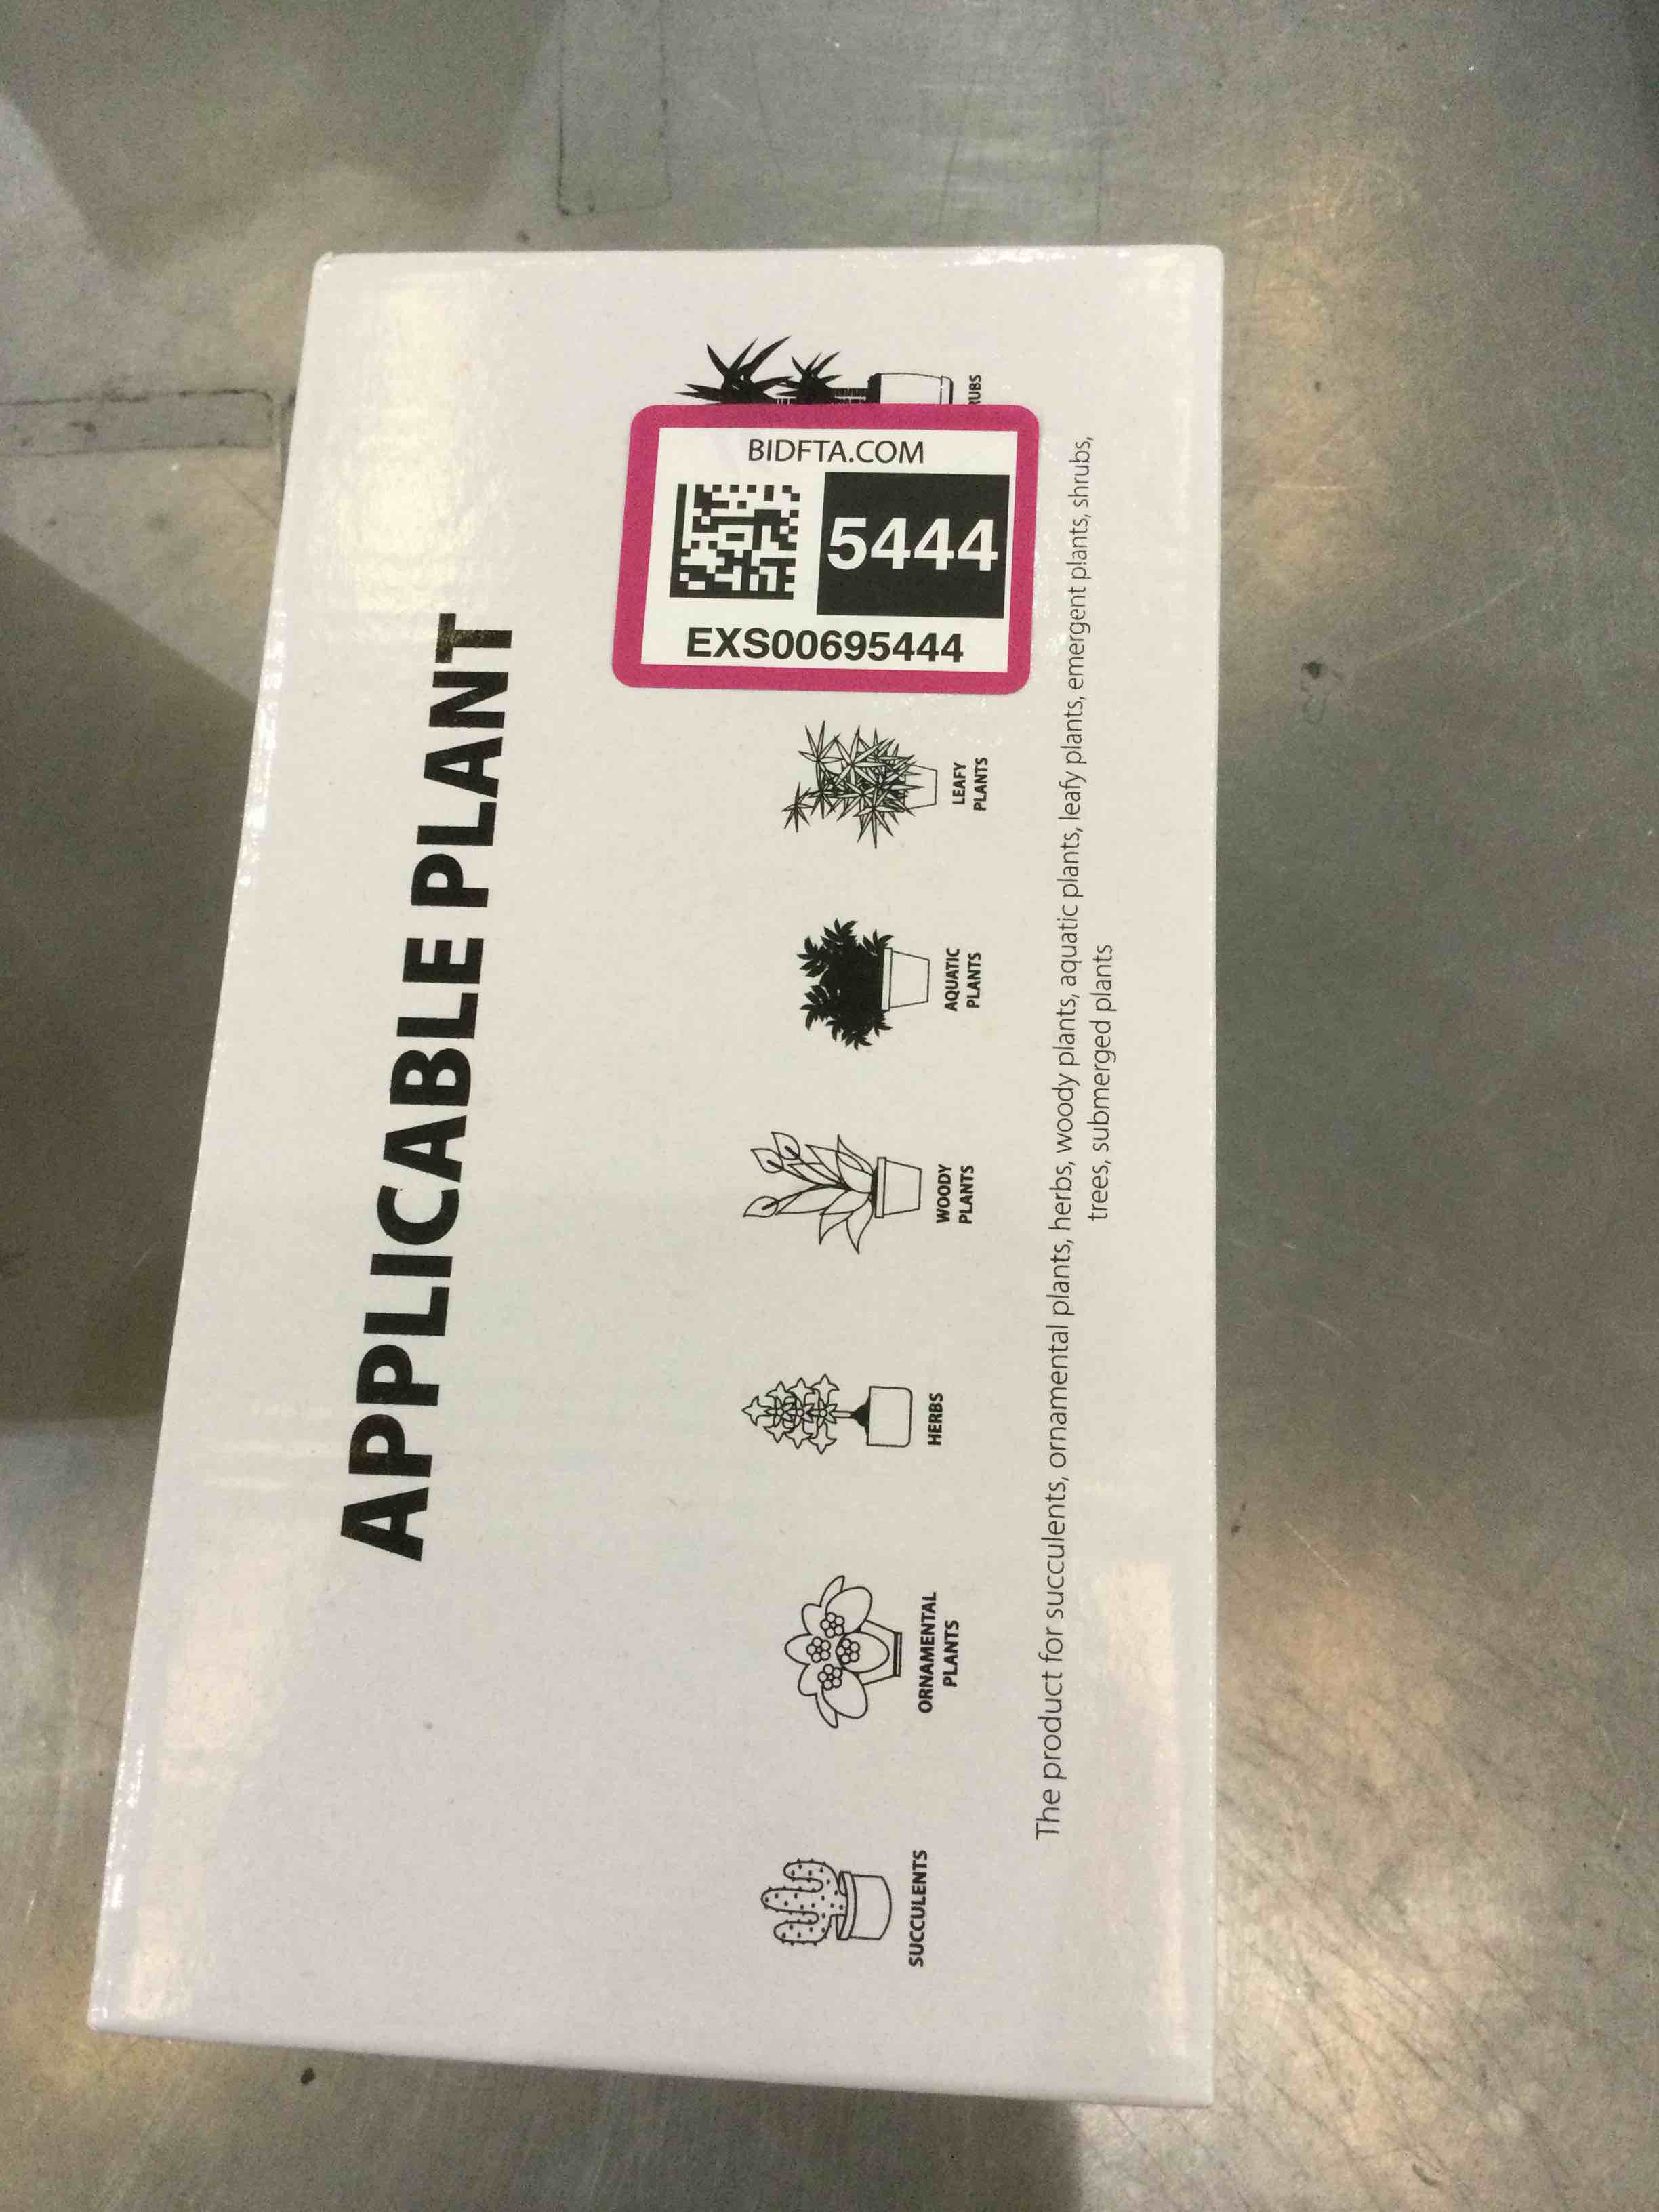 APPLICABLE PLANT
SUCCULENTS
ORNAMENTAL
PLANTS
HERBS
WOODY
PLANTS
AQUATIC
PLANTS
LEAFY
PLANTS
UBS
BIDFTA.COM
5444
EXS00695444
The product for succulents, ornamental plants, herbs, woody plants, aquatic plants, leafy plants, emergent plants, shrubs,
trees, submerged plants